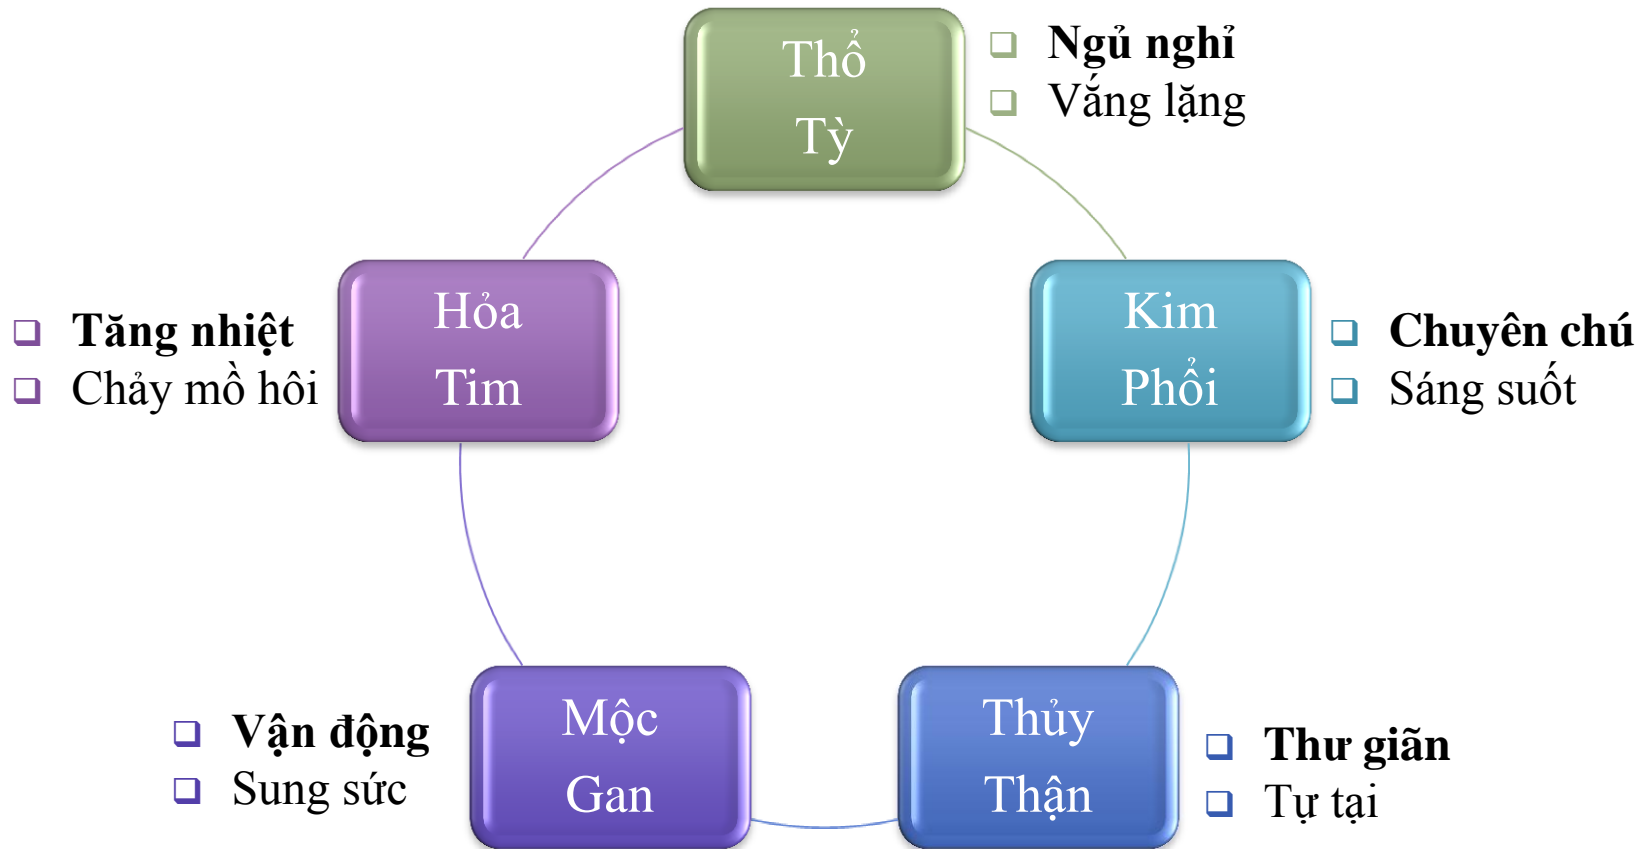 Thổ
Tỳ
Ngủ nghỉ
Vắng lặng
Hỏa
Tim
Tăng nhiệt
Chảy mồ hôi
Kim
Phổi
Chuyên chú
Sáng suốt
Mộc
Gan
Vận động
Sung sức
Thủy
Thận
Thư giãn
Tự tại